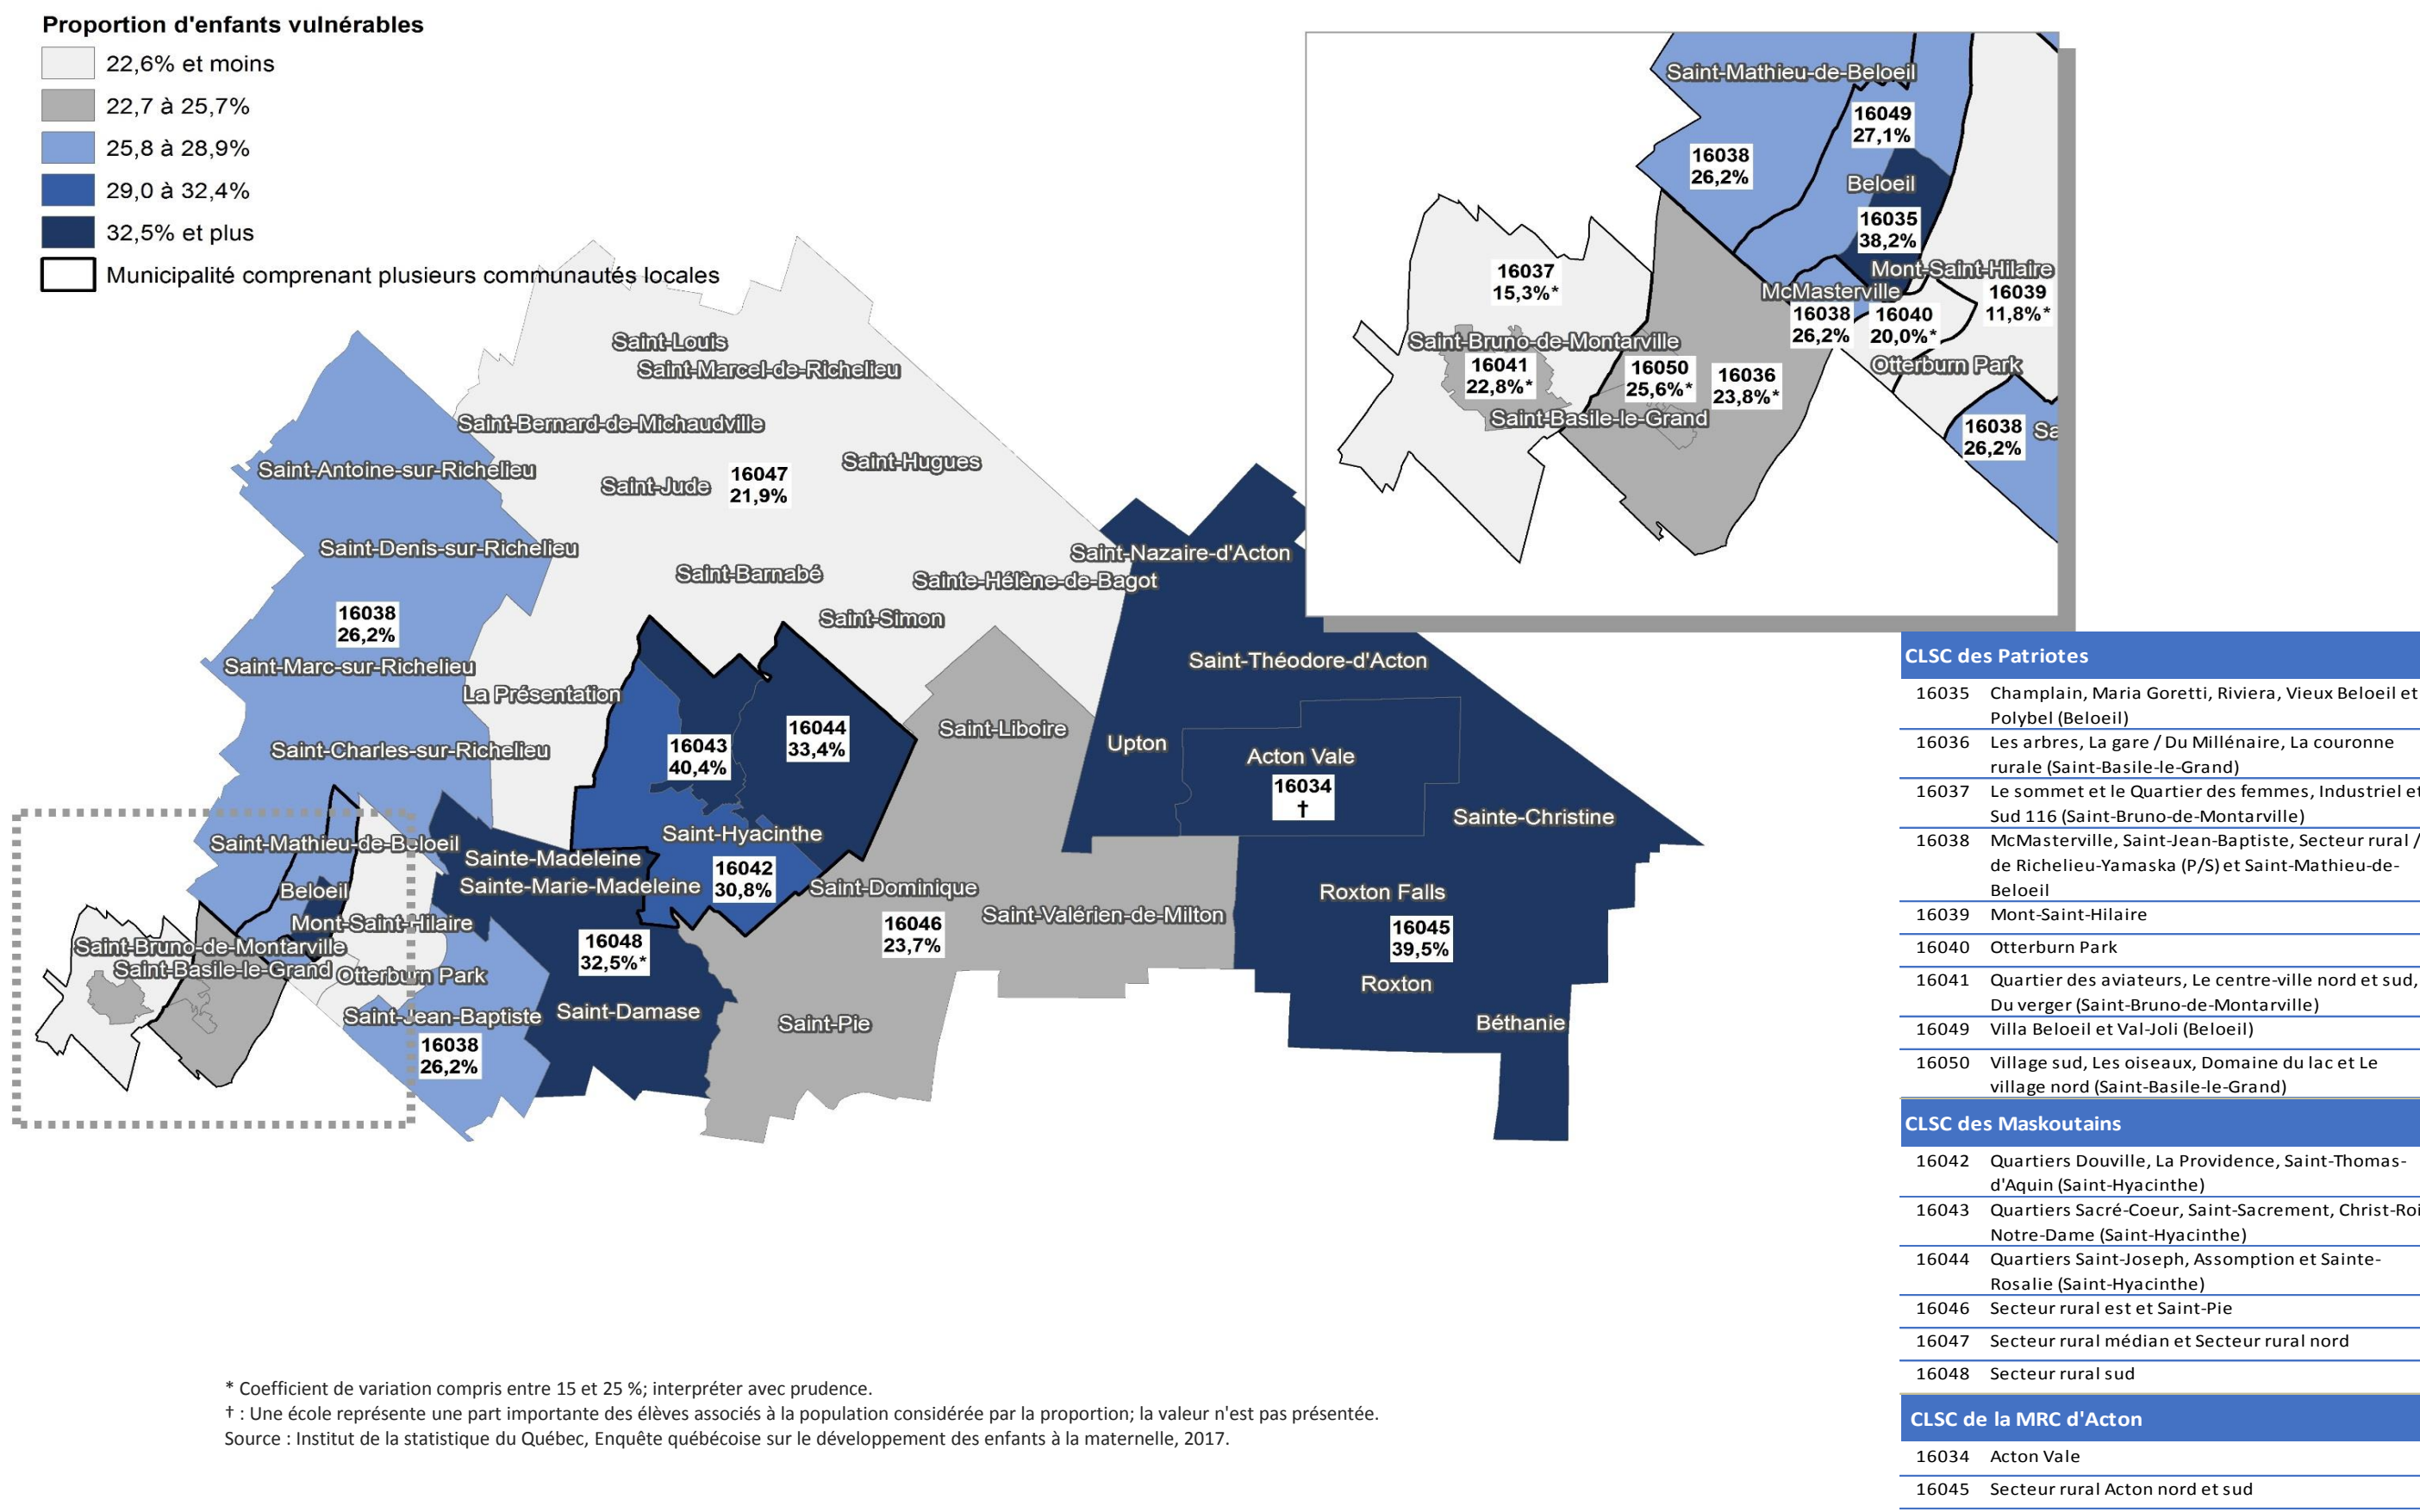 Proportion d'enfants vulnérables
22,6% et moins
22,7 à 25,7%
25,8 à 28,9%
29,0 à 32,4%
32,5% et plus
Municipalité comprenant plusieurs communautés locales
Saint-Mathieu-de-Beloeil
16049
27,1%
16038
26,2%
Beloeil
16035
38,2%
16037
15,3%*
Mont-Saint-Hilaire
16039
11,8%*
McMasterville
16038
26,2%
16040
20,0%*
Saint-Bruno-de-Montarville
16041
22,8%*
16050
25,6%*
16036
23,8%*
Otterburn Park
Saint-Basile-le-Grand
16038
26,2%
Sa
Saint-Louis
Saint-Marcel-de-Richelieu
Saint-Bernard-de-Michaudville
Saint-Antoine-sur-Richelieu
Saint-Jude
16047
21,9%
Saint-Hugues
Saint-Denis-sur-Richelieu
Saint-Barnabé
Saint-Nazaire-d'Acton
Sainte-Hélène-de-Bagot
16038
26,2%
Saint-Simon
Saint-Marc-sur-Richelieu
La Présentation
Saint-Théodore-d'Acton
Saint-Charles-sur-Richelieu
16043
40,4%
16044
33,4%
Saint-Liboire
Upton
Acton Vale
16034
†
Sainte-Christine
Saint-Hyacinthe
Saint-Mathieu-de-Beloeil
Sainte-Madeleine
Sainte-Marie-Madeleine
16042
30,8%
Saint-Dominique
Beloeil
Mont-Saint-Hilaire
Saint-Valérien-de-Milton
Roxton Falls
16046
23,7%
16045
39,5%
Saint-Bruno-de-Montarville
Saint-Basile-le-Grand
Otterburn Park
16048
32,5%*
Roxton
Saint-Jean-Baptiste
Saint-Damase
Saint-Pie
Béthanie
16038
26,2%
CLSC des Patriotes
16035 Champlain, Maria Goretti, Riviera, Vieux Beloeil et
Polybel (Beloeil)
16036 Les arbres, La gare / Du Millénaire, La couronne
rurale (Saint-Basile-le-Grand)
16037 Le sommet et le Quartier des femmes, Industriel et
Sud 116 (Saint-Bruno-de-Montarville)
16038 McMasterville, Saint-Jean-Baptiste, Secteur rural /
de Richelieu-Yamaska (P/S) et Saint-Mathieu-de-
Beloeil
16039 Mont-Saint-Hilaire
16040 Otterburn Park
16041 Quartier des aviateurs, Le centre-ville nord et sud,
Du verger (Saint-Bruno-de-Montarville)
16049 Villa Beloeil et Val-Joli (Beloeil)
16050 Village sud, Les oiseaux, Domaine du lac et Le
village nord (Saint-Basile-le-Grand)
CLSC des Maskoutains
16042 Quartiers Douville, La Providence, Saint-Thomas-
d'Aquin (Saint-Hyacinthe)
16043 Quartiers Sacré-Coeur, Saint-Sacrement, Christ-Roi
Notre-Dame (Saint-Hyacinthe)
16044 Quartiers Saint-Joseph, Assomption et Sainte-
Rosalie (Saint-Hyacinthe)
16046 Secteur rural est et Saint-Pie
16047 Secteur rural médian et Secteur rural nord
16048 Secteur rural sud
CLSC de la MRC d'Acton
16034 Acton Vale
16045 Secteur rural Acton nord et sud
* Coefficient de variation compris entre 15 et 25 %; interpréter avec prudence.
† : Une école représente une part importante des élèves associés à la population considérée par la proportion; la valeur n'est pas présentée.
Source : Institut de la statistique du Québec, Enquête québécoise sur le développement des enfants à la maternelle, 2017.